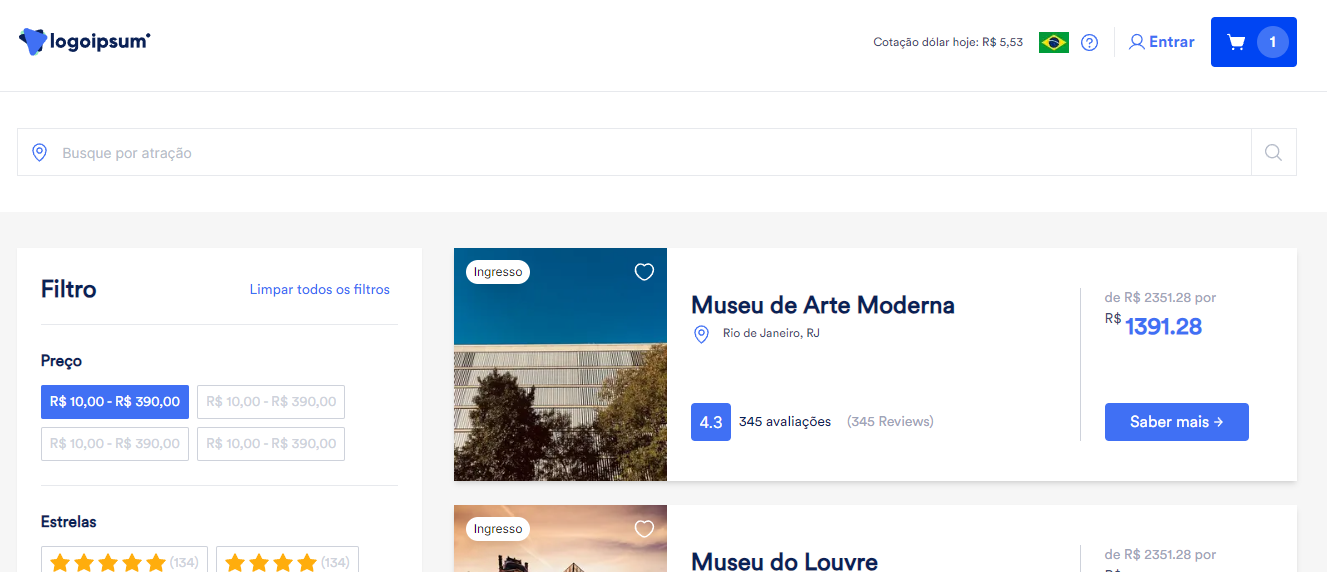 logoipsum
Cotação dólar hoje: R$ 5,53
Entrar
1
Busque por atração
Filtro
Limpar todos os filtros
Preço
R$ 10,00 - R$ 390,00
R$ 10,00 - R$ 390,00
R$ 10,00 - R$ 390,00
R$ 10,00 - R$ 390,00
Estrelas
(134)
(134)
Ingresso
Museu de Arte Moderna
Rio de Janeiro, RJ
4.3
345 avaliações
(345 Reviews)
de R$ 2351.28 por
R$ 1391.28
Saber mais →
Ingresso
Museu do Louvre
de R$ 2351.28 por